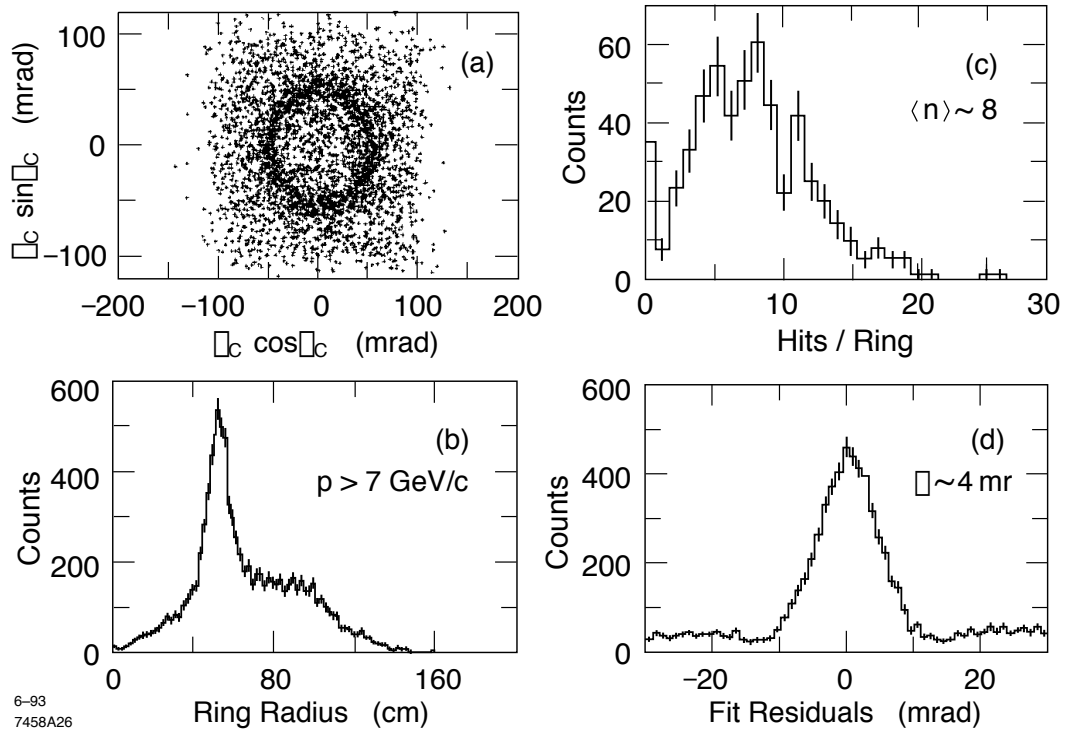 100
0
−100
−200
−100
0
100
200
(a)
▯C sin▯C (mrad)
▯C cos▯C (mrad)
60
40
20
0
0
10
20
30
(c)
⟨n⟩~ 8
Counts
Hits / Ring
600
400
200
0
0
80
160
(b)
p > 7 GeV/c
Counts
Ring Radius (cm)
600
400
200
0
−20
0
20
(d)
▯ ~4 mr
Counts
Fit Residuals (mrad)
6–93
7458A26